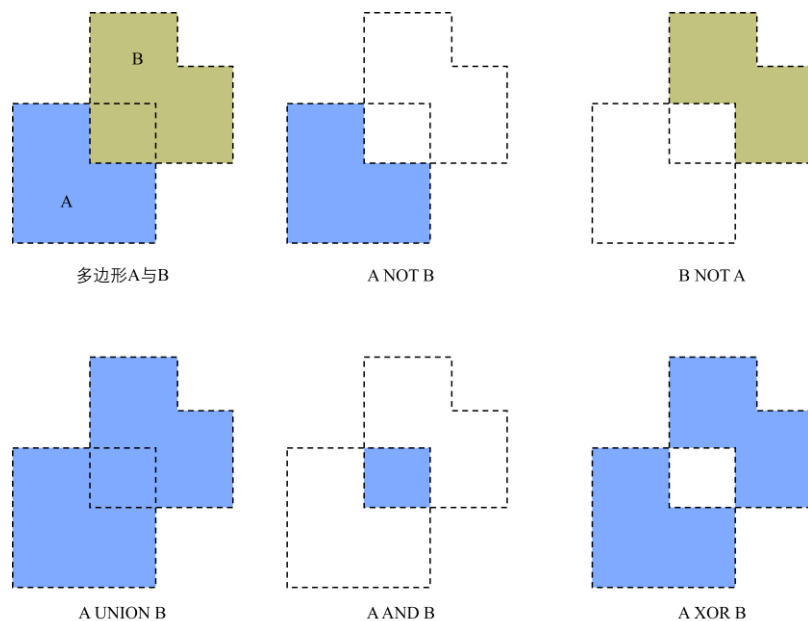 B
A
多边形A与B
A NOT B
B NOT A
A UNION B
A AND B
A XOR B